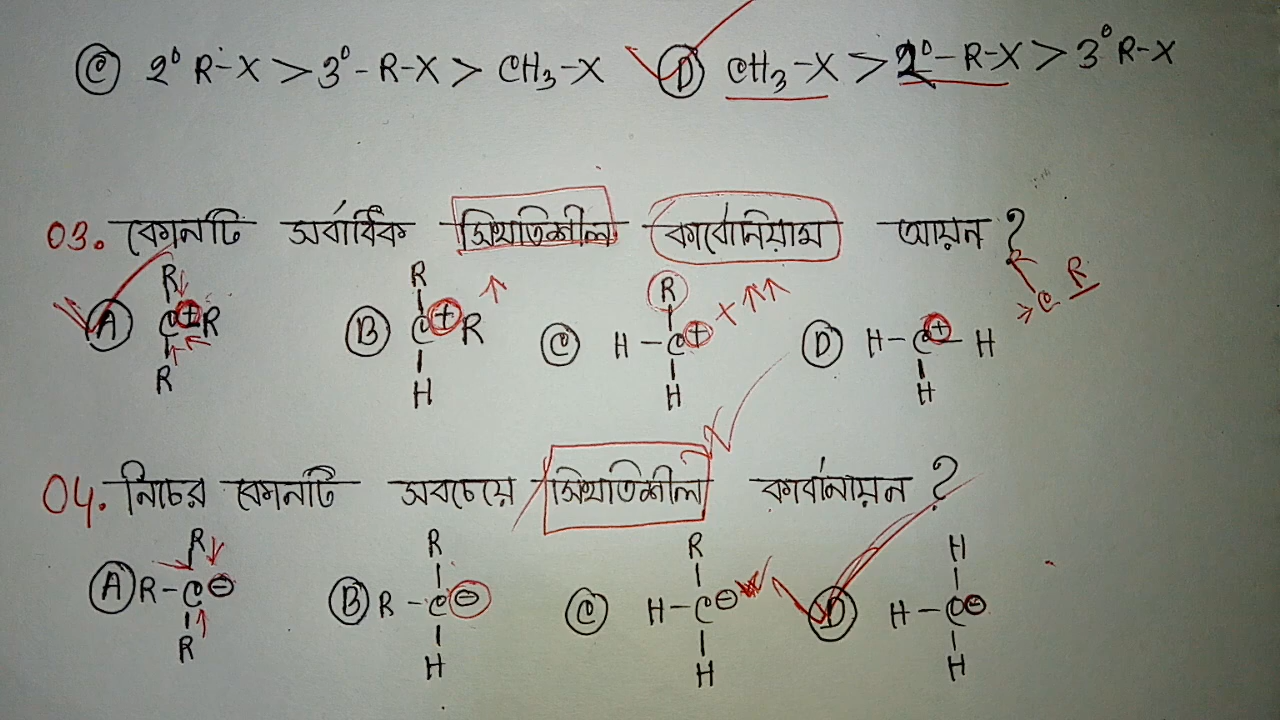 Ⓒ 2° R-X > 3°-R-X > CH₃-X Ⓓ CH₃-X > 2°-R-X > 3° R-X
03. কোনটি সর্বাধিক স্থিতিশীল কার্বোনিয়াম আয়ন ?
R R R R
Ⓐ C⊕ R Ⓑ C⊕ R Ⓒ H-C⊕ + Ⓓ H-C⊕-H C R
R H H H
04. নিচের কোনটি সবচেয়ে স্থিতিশীল কার্বানায়ন ?
R R R H
Ⓐ R-C⊖ Ⓑ R-C⊖ Ⓒ H-C⊖ Ⓓ H-C⊖
R H H H